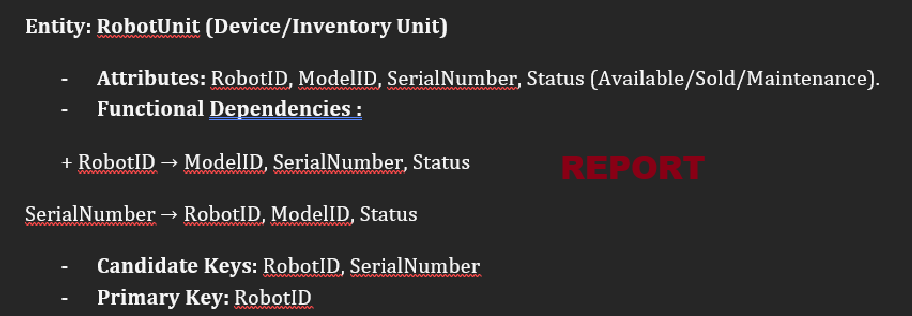 Entity: RobotUnit (Device/Inventory Unit)
- Attributes: RobotID, ModelID, SerialNumber, Status (Available/Sold/Maintenance).
- Functional Dependencies :
+ RobotID → ModelID, SerialNumber, Status
REPORT
SerialNumber → RobotID, ModelID, Status
- Candidate Keys: RobotID, SerialNumber
- Primary Key: RobotID